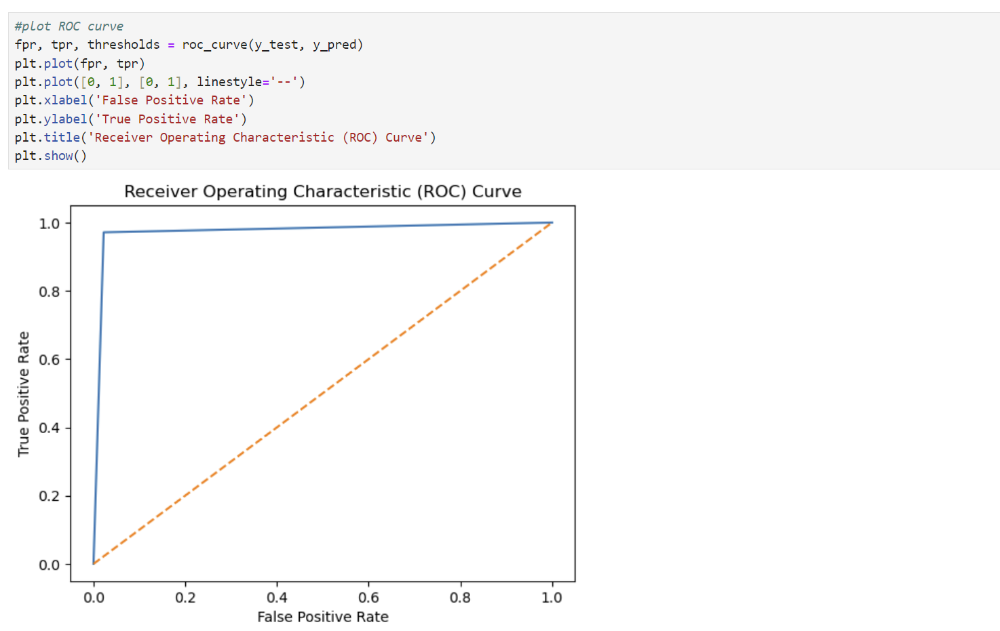 #plot ROC curve
fpr, tpr, thresholds = roc_curve(y_test, y_pred)
plt.plot(fpr, tpr)
plt.plot([0, 1], [0, 1], linestyle='--')
plt.xlabel('False Positive Rate')
plt.ylabel('True Positive Rate')
plt.title('Receiver Operating Characteristic (ROC) Curve')
plt.show()
Receiver Operating Characteristic (ROC) Curve
True Positive Rate
1.0
0.8
0.6
0.4
0.2
0.0
0.0 0.2 0.4 0.6 0.8 1.0
False Positive Rate